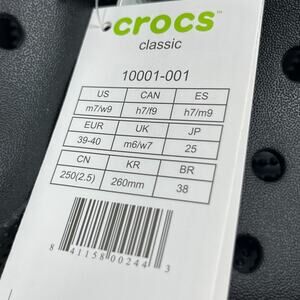 crocs™
classic
10001-001
US CAN ES
m7/w9 h7/f9 h7/m9
EUR UK JP
39-40 m6/w7 25
CN KR BR
250(2.5) 260mm 38
8 41158 00244 3